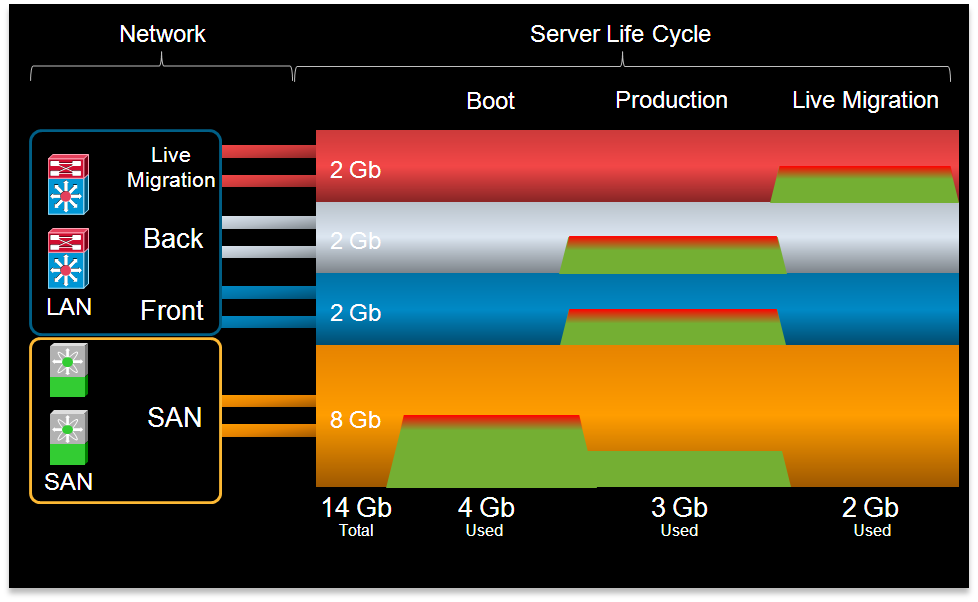 Network
Server Life Cycle
Boot
Production
Live Migration
Live
Migration
2 Gb
Back
2 Gb
LAN
Front
2 Gb
SAN
8 Gb
SAN
14 Gb
Total
4 Gb
Used
3 Gb
Used
2 Gb
Used